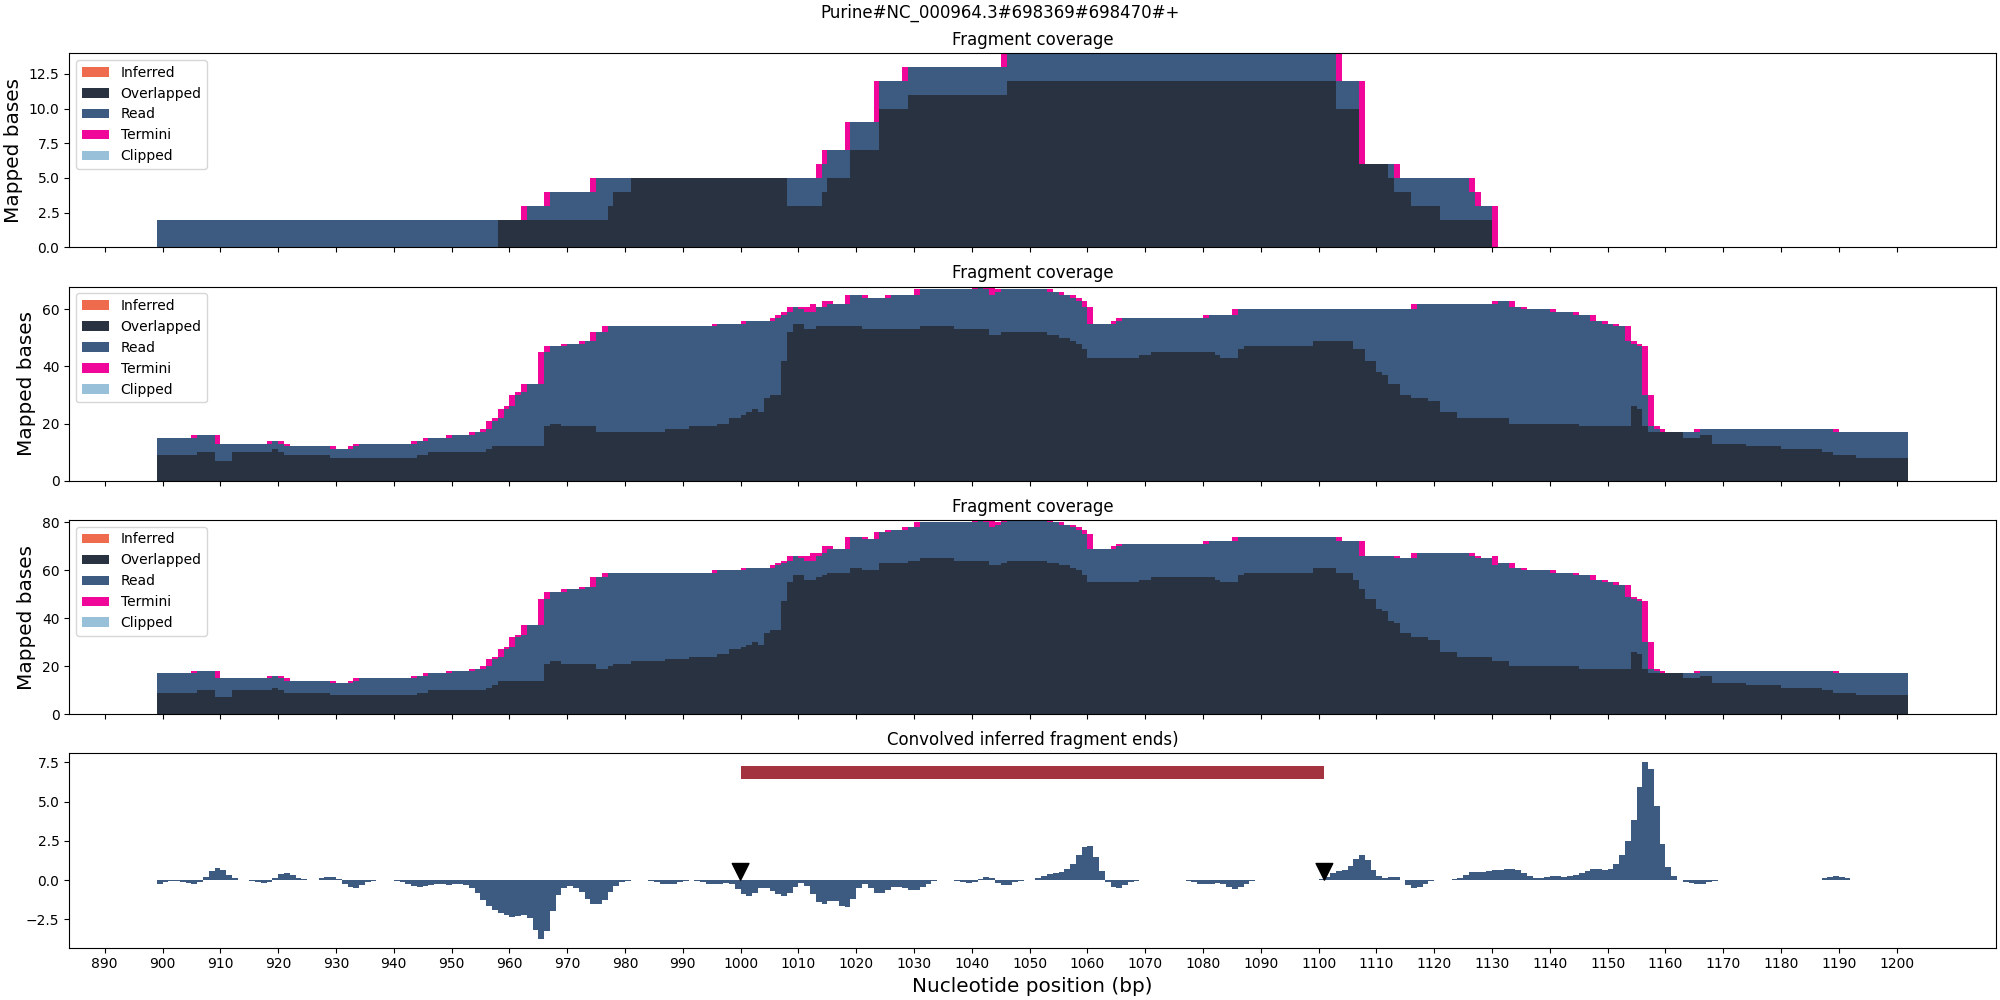 Purine#NC_000964.3#698369#698470#+
Fragment coverage
Mapped bases
12.5
10.0
7.5
5.0
2.5
0.0
Inferred
Overlapped
Read
Termini
Clipped
Fragment coverage
Mapped bases
60
40
20
0
Inferred
Overlapped
Read
Termini
Clipped
Fragment coverage
Mapped bases
80
60
40
20
0
Inferred
Overlapped
Read
Termini
Clipped
Convolved inferred fragment ends)
7.5
5.0
2.5
0.0
−2.5
890 900 910 920 930 940 950 960 970 980 990 1000 1010 1020 1030 1040 1050 1060 1070 1080 1090 1100 1110 1120 1130 1140 1150 1160 1170 1180 1190 1200
Nucleotide position (bp)